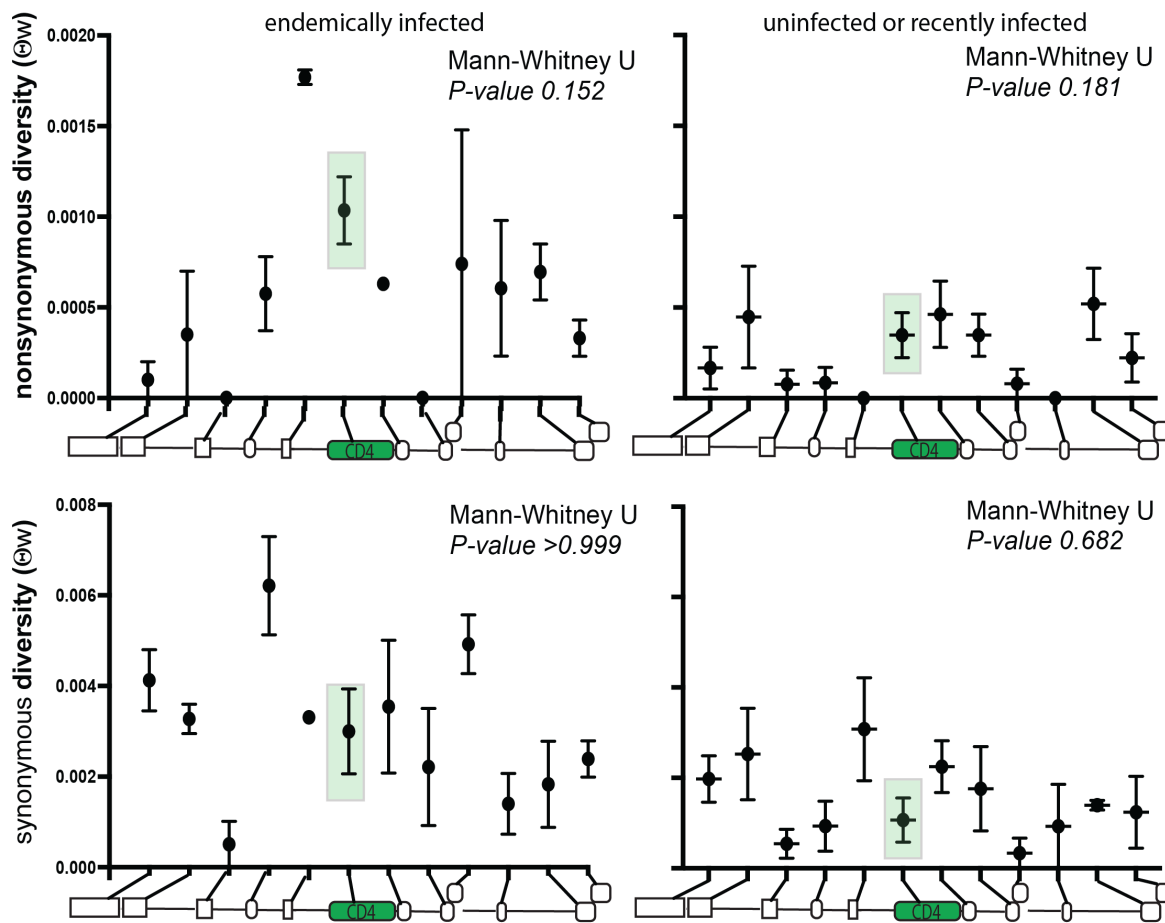 endemically infected
uninfected or recently infected
nonsynonymous diversity (Θw)
0.0020
0.0015
0.0010
0.0005
0.0000
Mann-Whitney U
P-value 0.152
Mann-Whitney U
P-value 0.181
CD4
CD4
synonymous diversity (Θw)
0.008
0.006
0.004
0.002
0.000
Mann-Whitney U
P-value >0.999
Mann-Whitney U
P-value 0.682
CD4
CD4